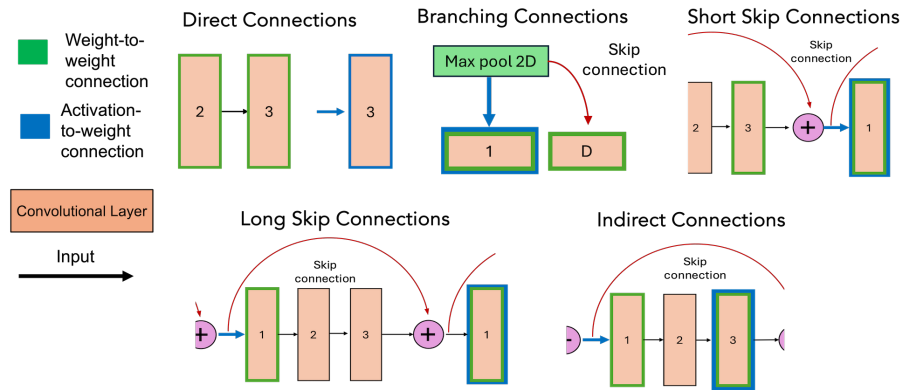 Weight-to-
weight
connection
Activation-
to-weight
connection
Convolutional Layer
Input
Direct Connections
2
3
3
Branching Connections
Max pool 2D
Skip
connection
1
D
Short Skip Connections
Skip
connection
2
3
+
1
Long Skip Connections
Skip
connection
+
1
2
3
+
1
Indirect Connections
Skip
connection
1
2
3